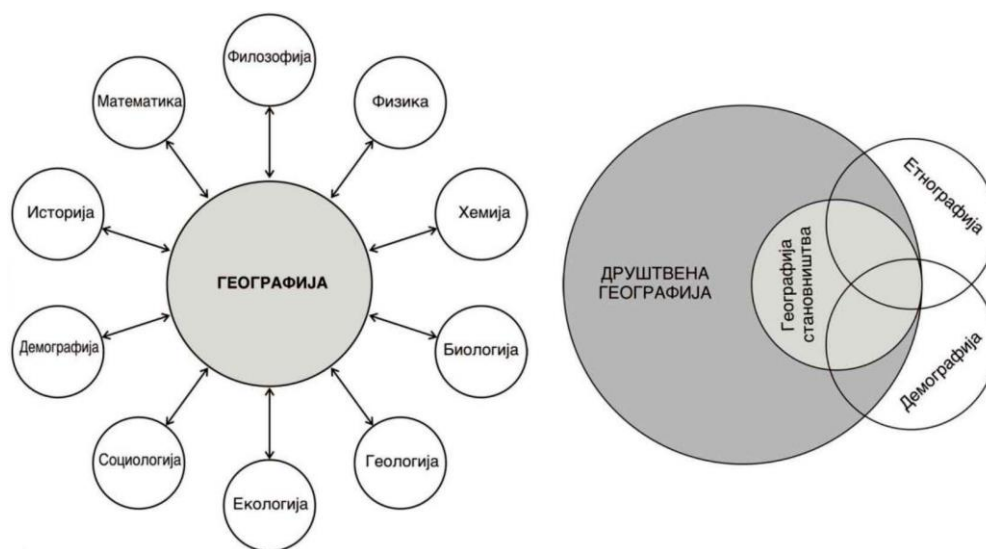 Филозофија
Математика
Физика
Историја
Хемија
ГЕОГРАФИЈА
Демографија
Биологија
Социологија
Геологија
Екологија
ДРУШТВЕНА
ГЕОГРАФИЈА
Географија
становништва
Етнографија
Демографија